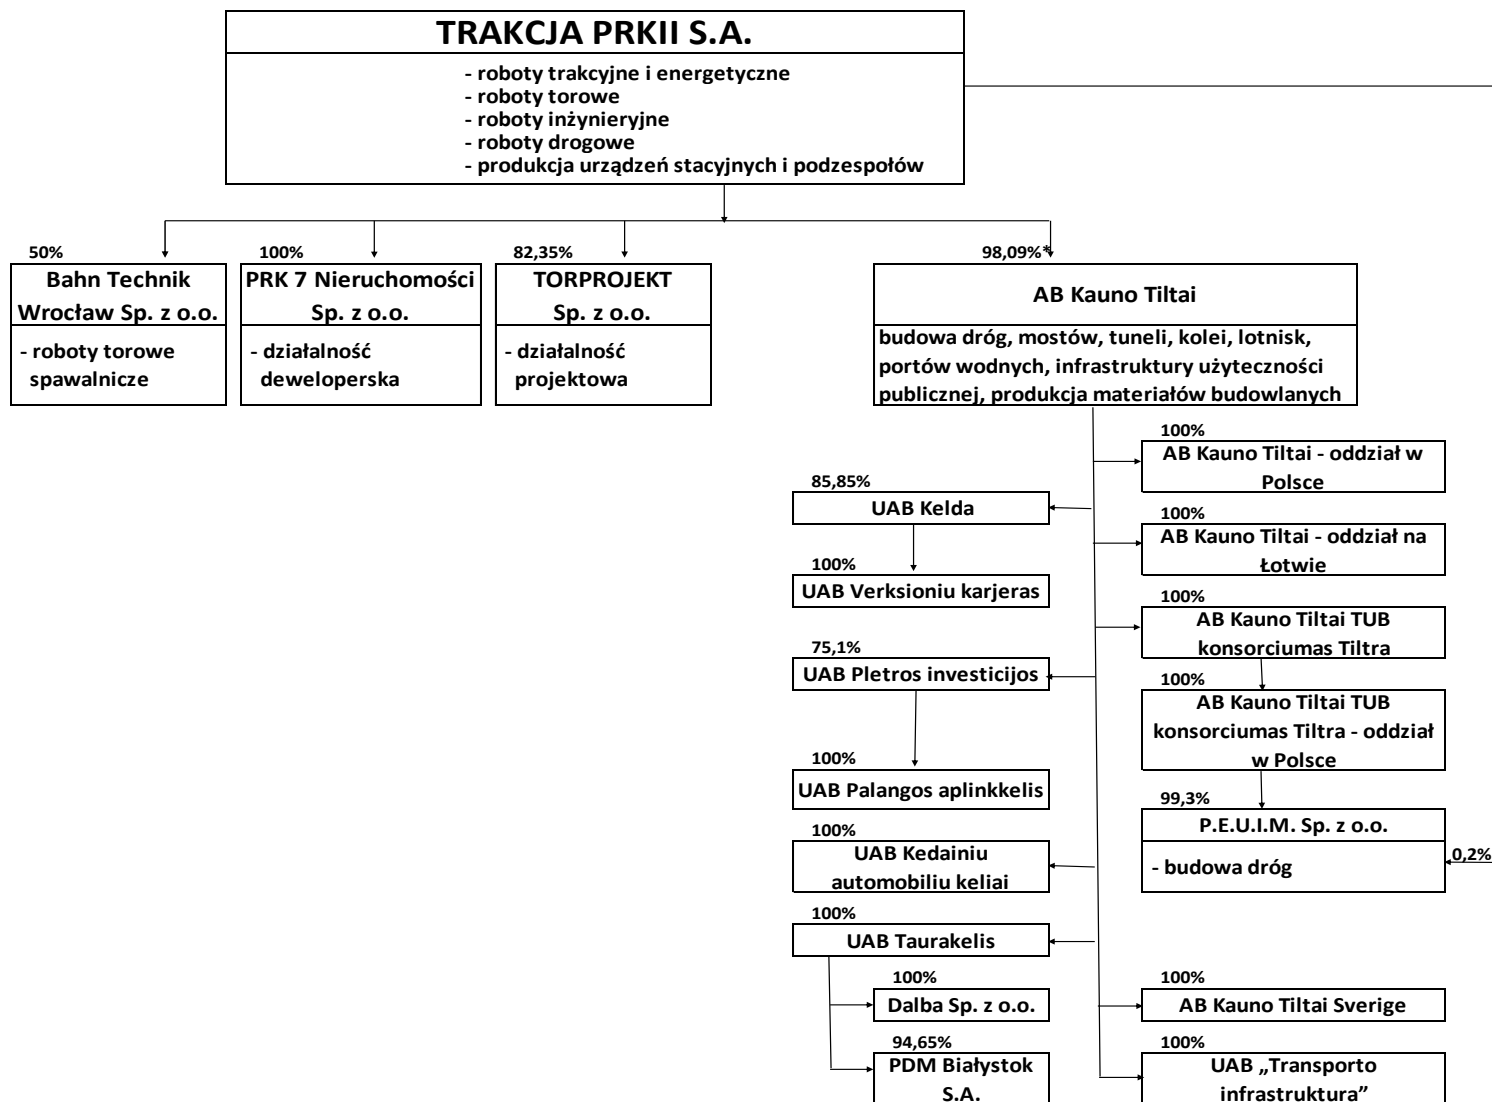 TRAKCJA PRKII S.A.
- roboty trakcyjne i energetyczne
- roboty torowe
- roboty inżynieryjne
- roboty drogowe
- produkcja urządzeń stacyjnych i podzespołów
50%
Bahn Technik
Wrocław Sp. z o.o.
- roboty torowe
spawalnicze
100%
PRK 7 Nieruchomości
Sp. z o.o.
- działalność
deweloperska
82,35%
TORPROJEKT
Sp. z o.o.
- działalność
projektowa
98,09%*
AB Kauno Tiltai
budowa dróg, mostów, tuneli, kolei, lotnisk,
portów wodnych, infrastruktury użyteczności
publicznej, produkcja materiałów budowlanych
85,85%
UAB Kelda
100%
UAB Verksioniu karjeras
75,1%
UAB Pletros investicijos
100%
UAB Palangos aplinkkelis
100%
UAB Kedainiu
automobiliu keliai
100%
UAB Taurakelis
100%
Dalba Sp. z o.o.
94,65%
PDM Białystok
S.A.
100%
AB Kauno Tiltai - oddział w
Polsce
100%
AB Kauno Tiltai - oddział na
Łotwie
100%
AB Kauno Tiltai TUB
konsorciumas Tiltra
100%
AB Kauno Tiltai TUB
konsorciumas Tiltra - oddział
w Polsce
99,3%
P.E.U.I.M. Sp. z o.o.
- budowa dróg
0,2%
100%
AB Kauno Tiltai Sverige
100%
UAB „Transporto
infrastruktura”